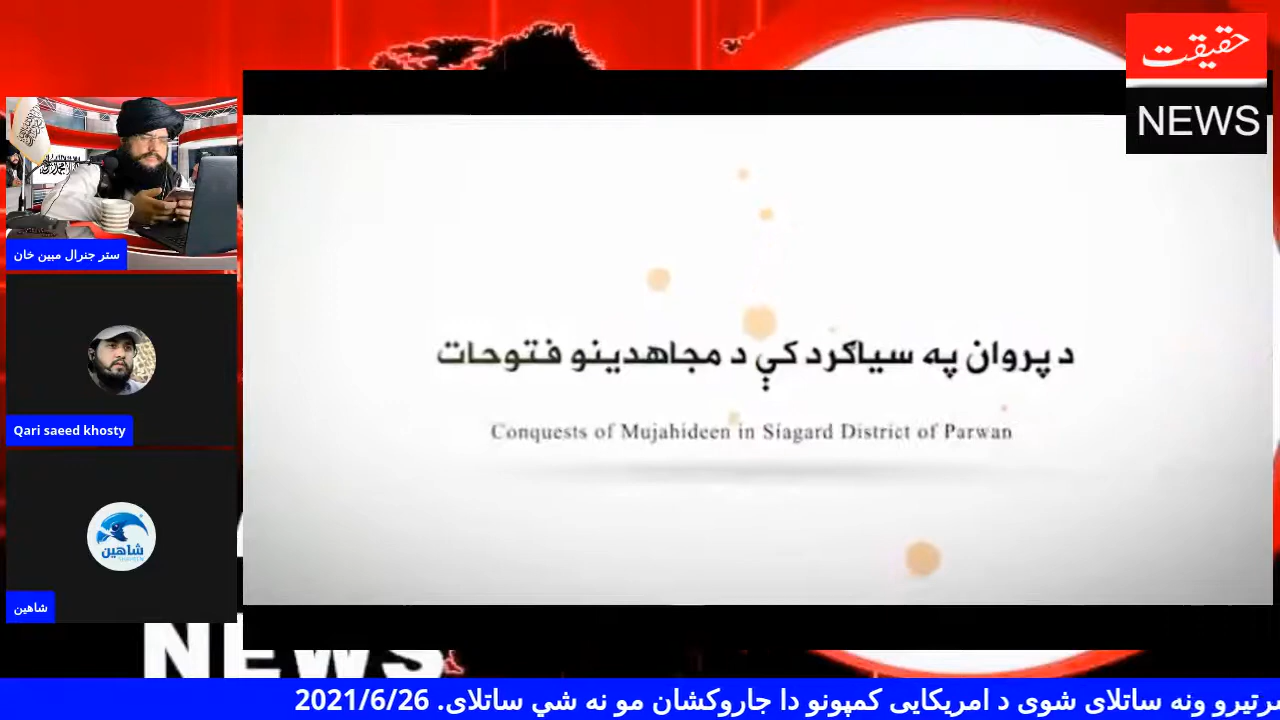 حقیقت
NEWS
ستر جنرال مبین خان
د پروان په سیاګرد کې د مجاهدینو فتوحات
Conquests of Mujahideen in Siagard District of Parwan
Qari saeed khosty
شاهین
شاهين
NEWS
ونه ساتلای شوی د امریکایی کمپونو دا جاروکشان مو نه شي ساتلای. 2021/6/26